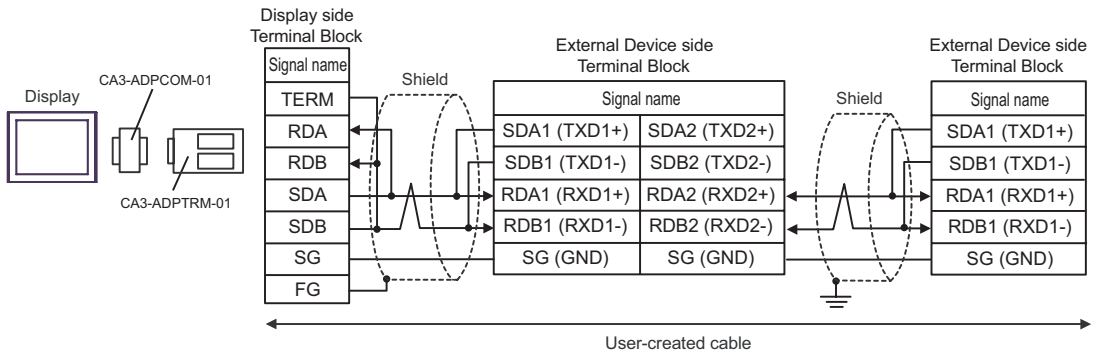 Display
CA3-ADPCOM-01
CA3-ADPTRM-01
Display side
Terminal Block
Signal name
TERM
RDA
RDB
SDA
SDB
SG
FG
Shield
External Device side
Terminal Block
Signal name
SDA1 (TXD1+) SDA2 (TXD2+)
SDB1 (TXD1-) SDB2 (TXD2-)
RDA1 (RXD1+) RDA2 (RXD2+)
RDB1 (RXD1-) RDB2 (RXD2-)
SG (GND) SG (GND)
Shield
External Device side
Terminal Block
Signal name
SDA1 (TXD1+)
SDB1 (TXD1-)
RDA1 (RXD1+)
RDB1 (RXD1-)
SG (GND)
User-created cable